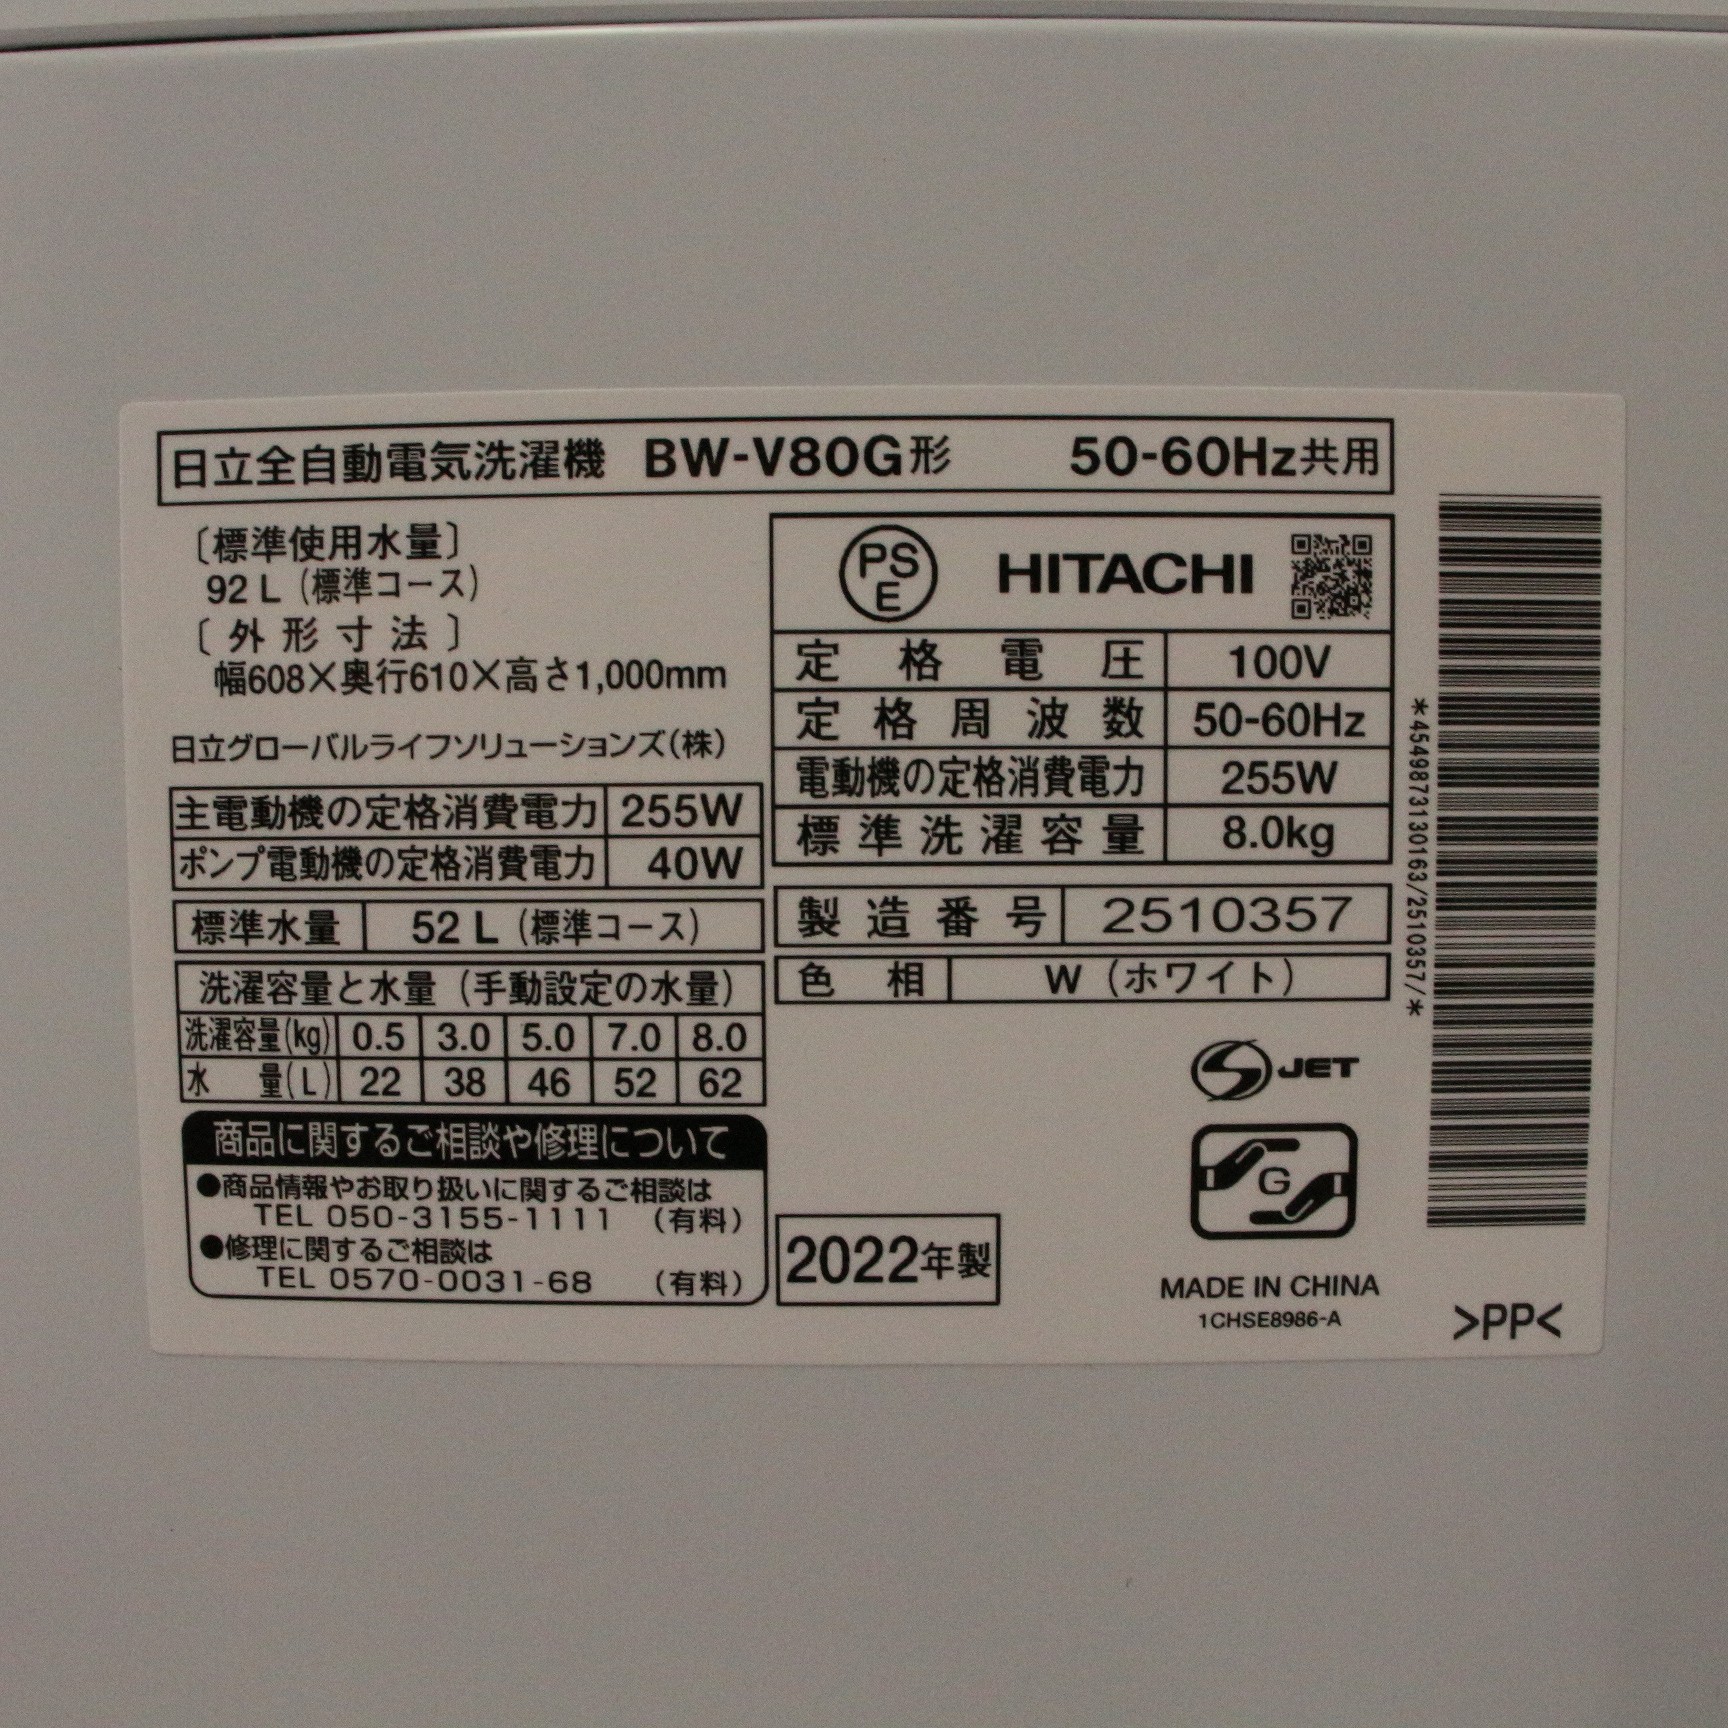 日立全自動電気洗濯機 BW-V80G形 50-60Hz共用
〔標準使用水量〕
92 L (標準コース)
〔外形寸法〕
幅608×奥行610×高さ1,000mm
日立グローバルライフソリューションズ(株)
主電動機の定格消費電力 255W
ポンプ電動機の定格消費電力 40W
標準水量 52 L (標準コース)
洗濯容量と水量 (手動設定の水量)
洗濯容量(kg) 0.5 3.0 5.0 7.0 8.0
水量(L) 22 38 46 52 62
商品に関するご相談や修理について
●商品情報やお取り扱いに関するご相談は
TEL 050-3155-1111 (有料)
●修理に関するご相談は
TEL 0570-0031-68 (有料)
PS
E
HITACHI
定格電圧 100V
定格周波数 50-60Hz
電動機の定格消費電力 255W
標準洗濯容量 8.0kg
製造番号 2510357
色相 W (ホワイト)
S JET
G
2022年製
MADE IN CHINA
1CHSE8986-A
*4549873130163/2510357/*
>PP<